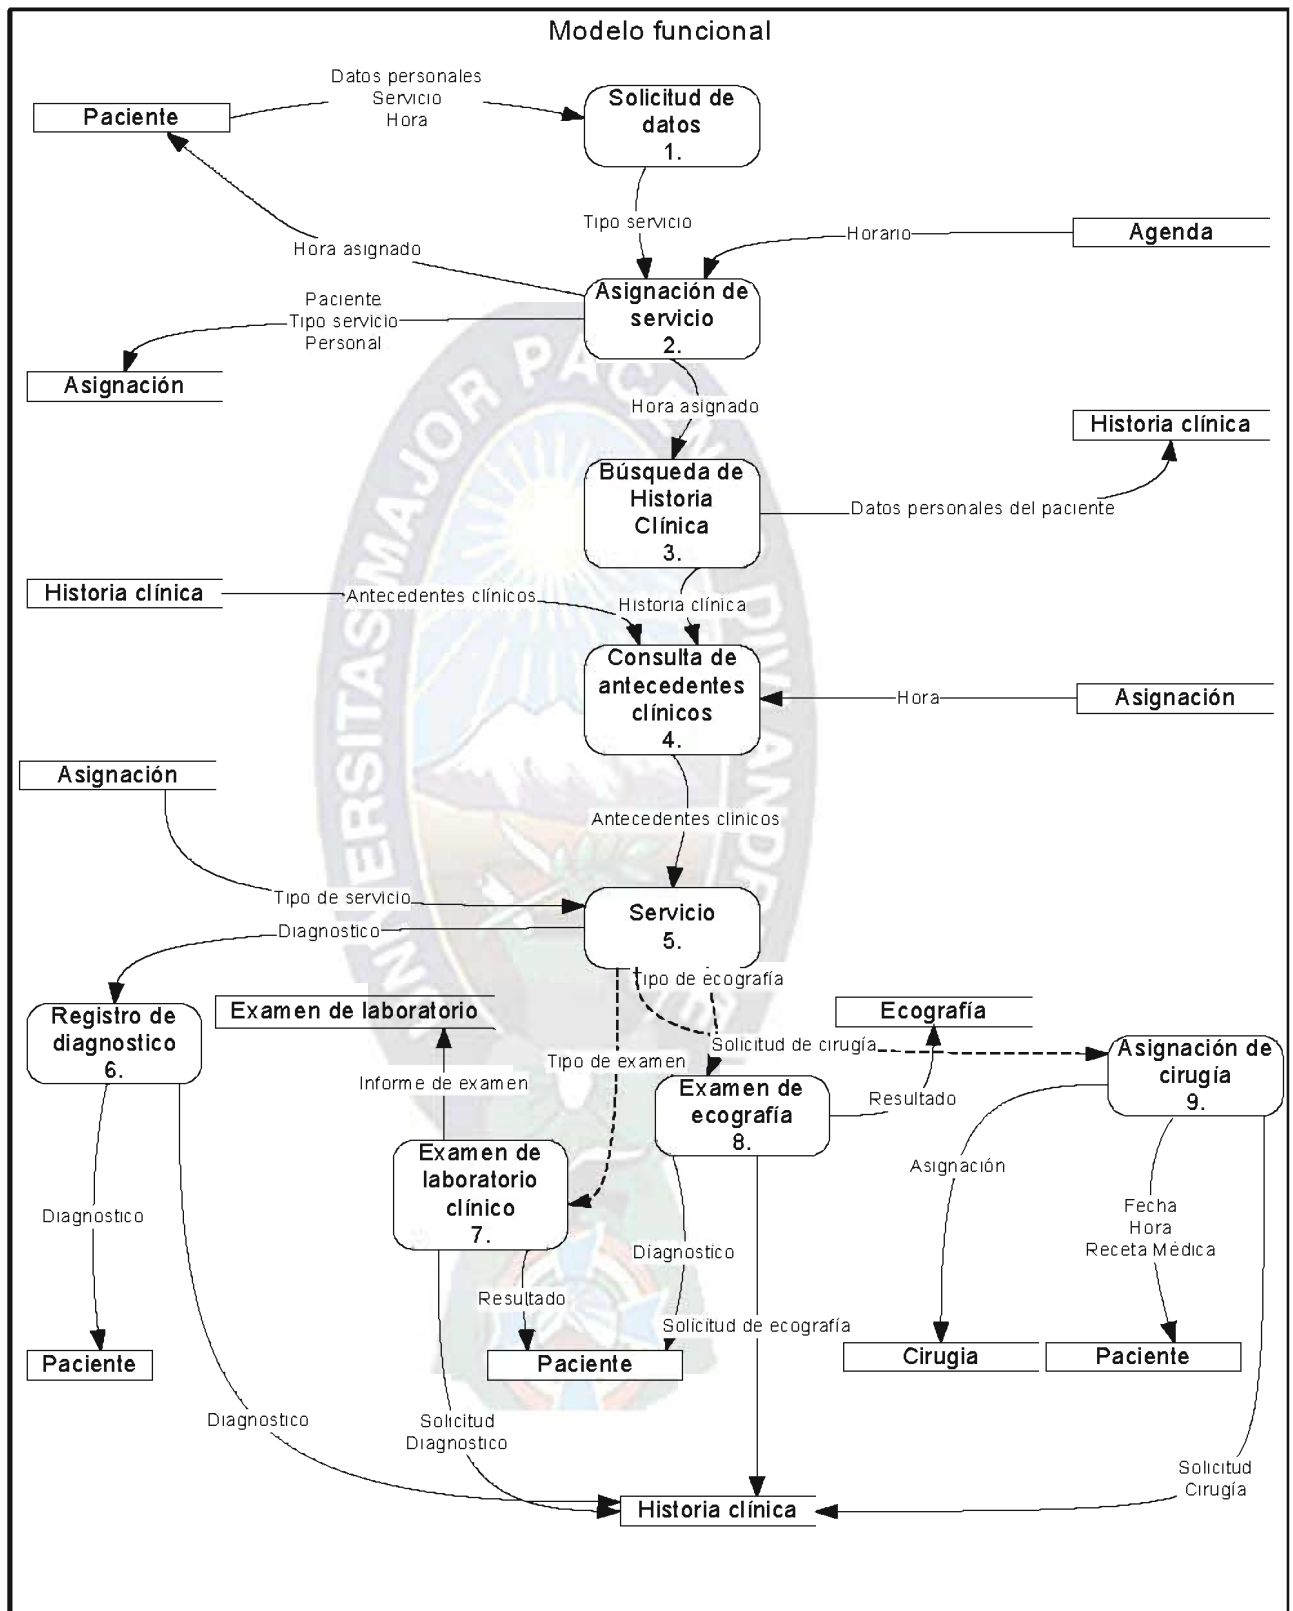 Modelo funcional
Datos personales
Servicio
Hora
Paciente
Solicitud de
datos
1.
Tipo servicio
Horario
Agenda
Hora asignado
Asignación de
servicio
2.
Paciente
Tipo servicio
Personal
Asignación
Hora asignado
Historia clínica
Búsqueda de
Historia
Clínica
3.
Datos personales del paciente
Historia clínica
Antecedentes clínicos
Historia clínica
Consulta de
antecedentes
clínicos
4.
Hora
Asignación
Asignación
Antecedentes clinicos
Tipo de servicio
Servicio
5.
Diagnostico
Tipo de ecografía
Examen de laboratorio
Ecografía
Registro de
diagnostico
6.
Solicitud de cirugía
Asignación de
cirugía
9.
Tipo de examen
Informe de examen
Examen de
ecografía
8.
Resultado
Examen de
laboratorio
clínico
7.
Asignación
Diagnostico
Fecha
Hora
Receta Médica
Diagnostico
Resultado
Solicitud de ecografía
Paciente
Paciente
Cirugia
Paciente
Diagnostico
Solicitud
Diagnostico
Solicitud
Cirugía
Historia clínica
UNIVERSITAS MAJOR PACENSIS DIVI ANDREAE